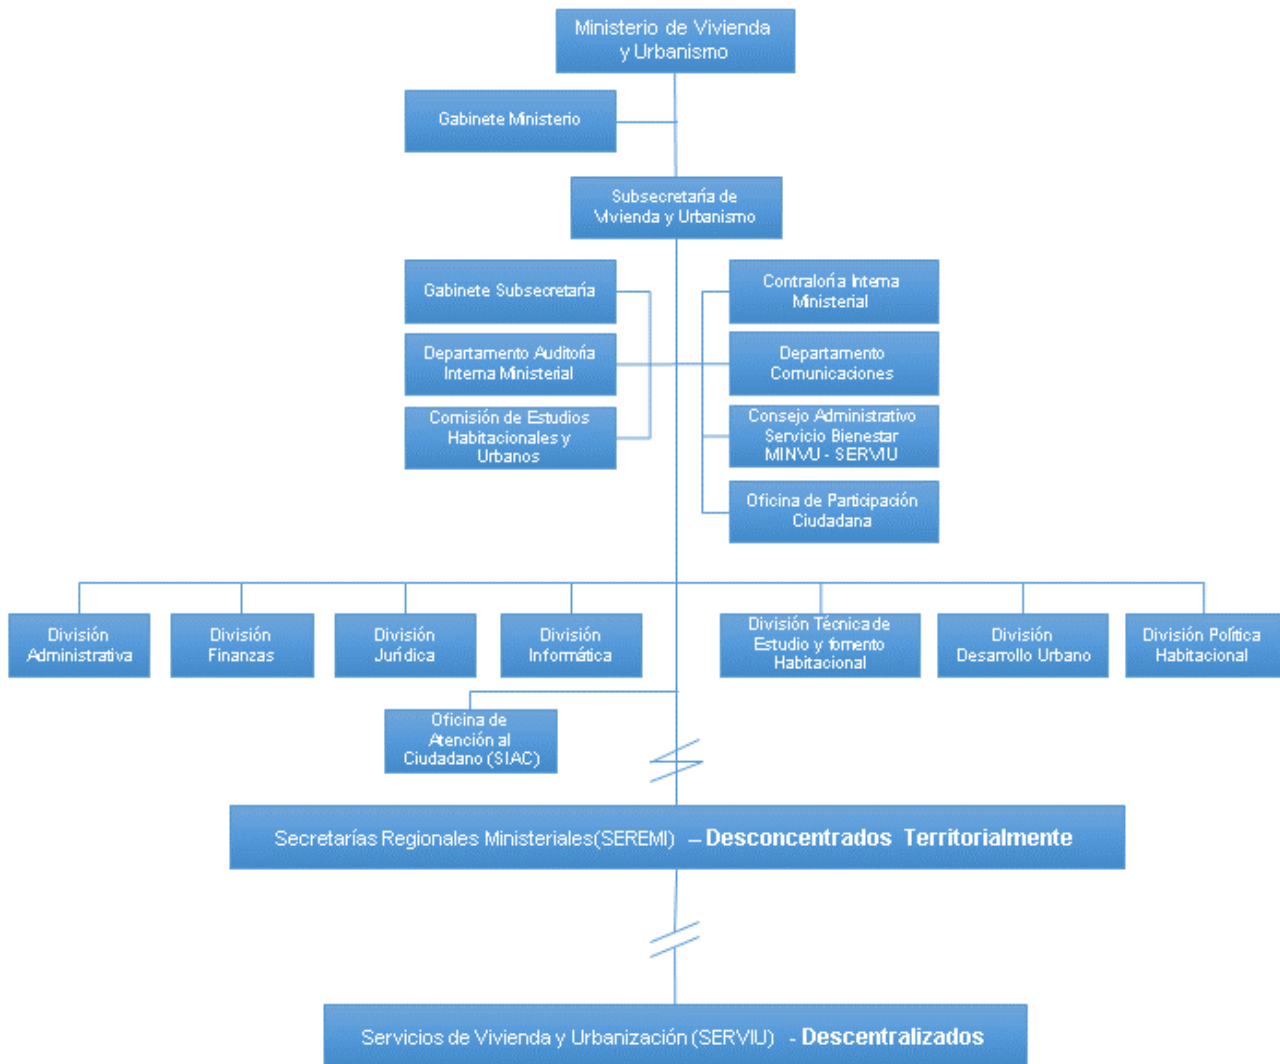 Ministerio de Vivienda
y Urbanismo
Gabinete Ministerio
Subsecretaría de
Vivienda y Urbanismo
Gabinete Subsecretaría
Contraloría Interna
Ministerial
Departamento Auditoría
Interna Ministerial
Departamento
Comunicaciones
Comisión de Estudios
Habitacionales y
Urbanos
Consejo Administrativo
Servicio Bienestar
MINVU - SERVIU
Oficina de Participación
Ciudadana
División
Administrativa
División
Finanzas
División
Jurídica
División
Informática
División Técnica de
Estudio y fomento
Habitacional
División
Desarrollo Urbano
División Política
Habitacional
Oficina de
Atención al
Ciudadano (SIAC)
Secretarías Regionales Ministeriales(SEREMI) – Desconcentrados Territorialmente
Servicios de Vivienda y Urbanización (SERVIU) - Descentralizados